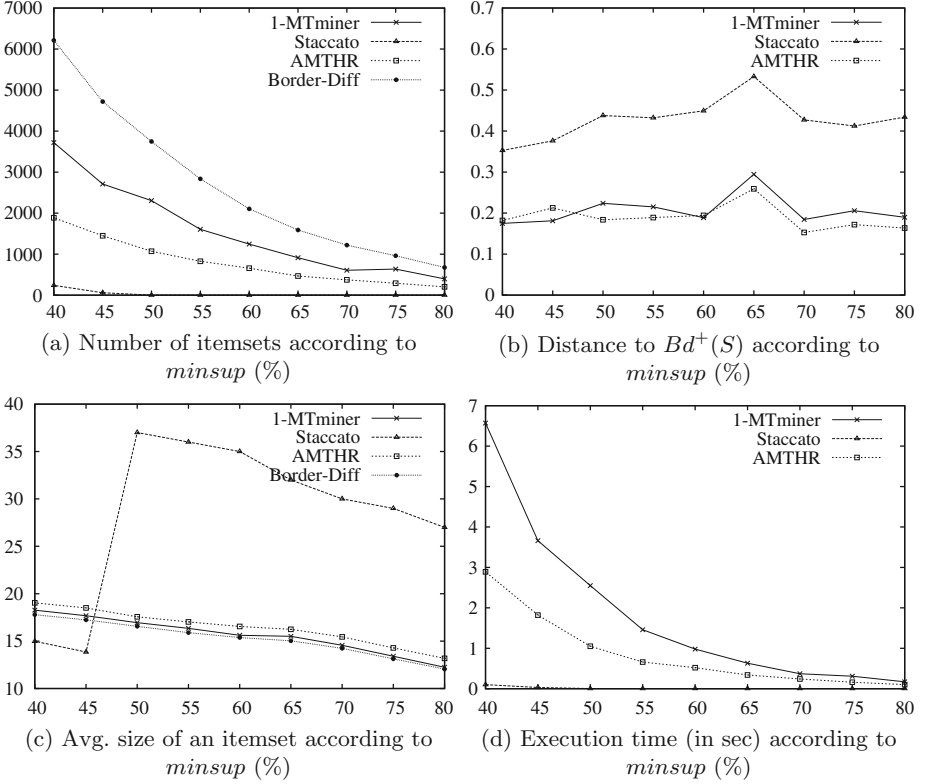 7000
6000
5000
4000
3000
2000
1000
0
1-MTminer
Staccato
AMTHR
Border-Diff
40 45 50 55 60 65 70 75 80
(a) Number of itemsets according to
minsup (%)
0.7
0.6
0.5
0.4
0.3
0.2
0.1
0
1-MTminer
Staccato
AMTHR
40 45 50 55 60 65 70 75 80
(b) Distance to Bd⁺(S) according to
minsup (%)
40
35
30
25
20
15
10
1-MTminer
Staccato
AMTHR
Border-Diff
40 45 50 55 60 65 70 75 80
(c) Avg. size of an itemset according to
minsup (%)
7
6
5
4
3
2
1
0
1-MTminer
Staccato
AMTHR
40 45 50 55 60 65 70 75 80
(d) Execution time (in sec) according to
minsup (%)